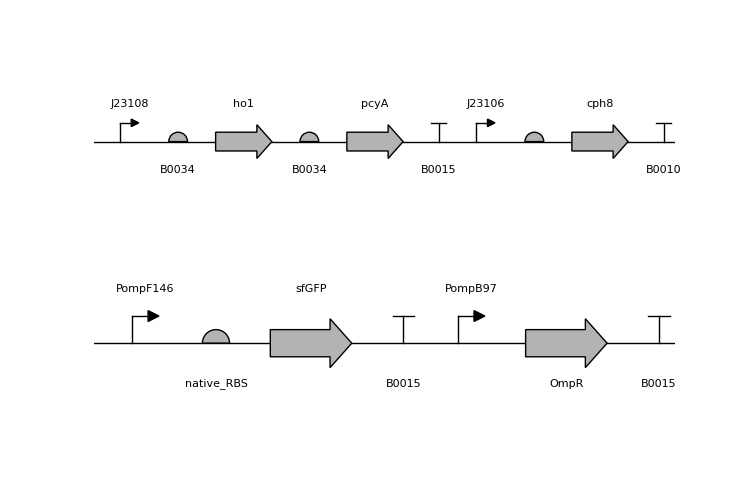 J23108 ho1 pcyA J23106 cph8
B0034 B0034 B0015 B0010
PompF146 sfGFP PompB97
native_RBS B0015 OmpR B0015